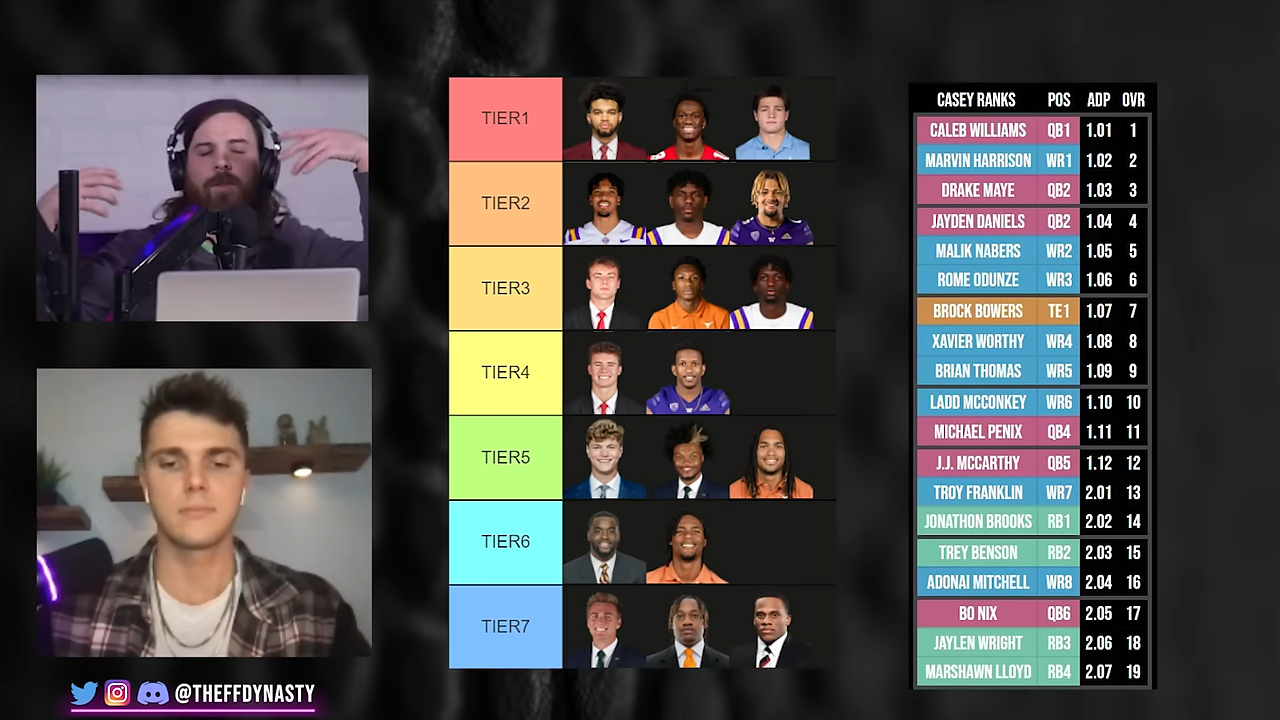 TIER1
TIER2
TIER3
TIER4
TIER5
TIER6
TIER7
CASEY RANKS POS ADP OVR
CALEB WILLIAMS QB1 1.01 1
MARVIN HARRISON WR1 1.02 2
DRAKE MAYE QB2 1.03 3
JAYDEN DANIELS QB2 1.04 4
MALIK NABERS WR2 1.05 5
ROME ODUNZE WR3 1.06 6
BROCK BOWERS TE1 1.07 7
XAVIER WORTHY WR4 1.08 8
BRIAN THOMAS WR5 1.09 9
LADD MCCONKEY WR6 1.10 10
MICHAEL PENIX QB4 1.11 11
J.J. MCCARTHY QB5 1.12 12
TROY FRANKLIN WR7 2.01 13
JONATHON BROOKS RB1 2.02 14
TREY BENSON RB2 2.03 15
ADONAI MITCHELL WR8 2.04 16
BO NIX QB6 2.05 17
JAYLEN WRIGHT RB3 2.06 18
MARSHAWN LLOYD RB4 2.07 19
@THEFFDYNASTY